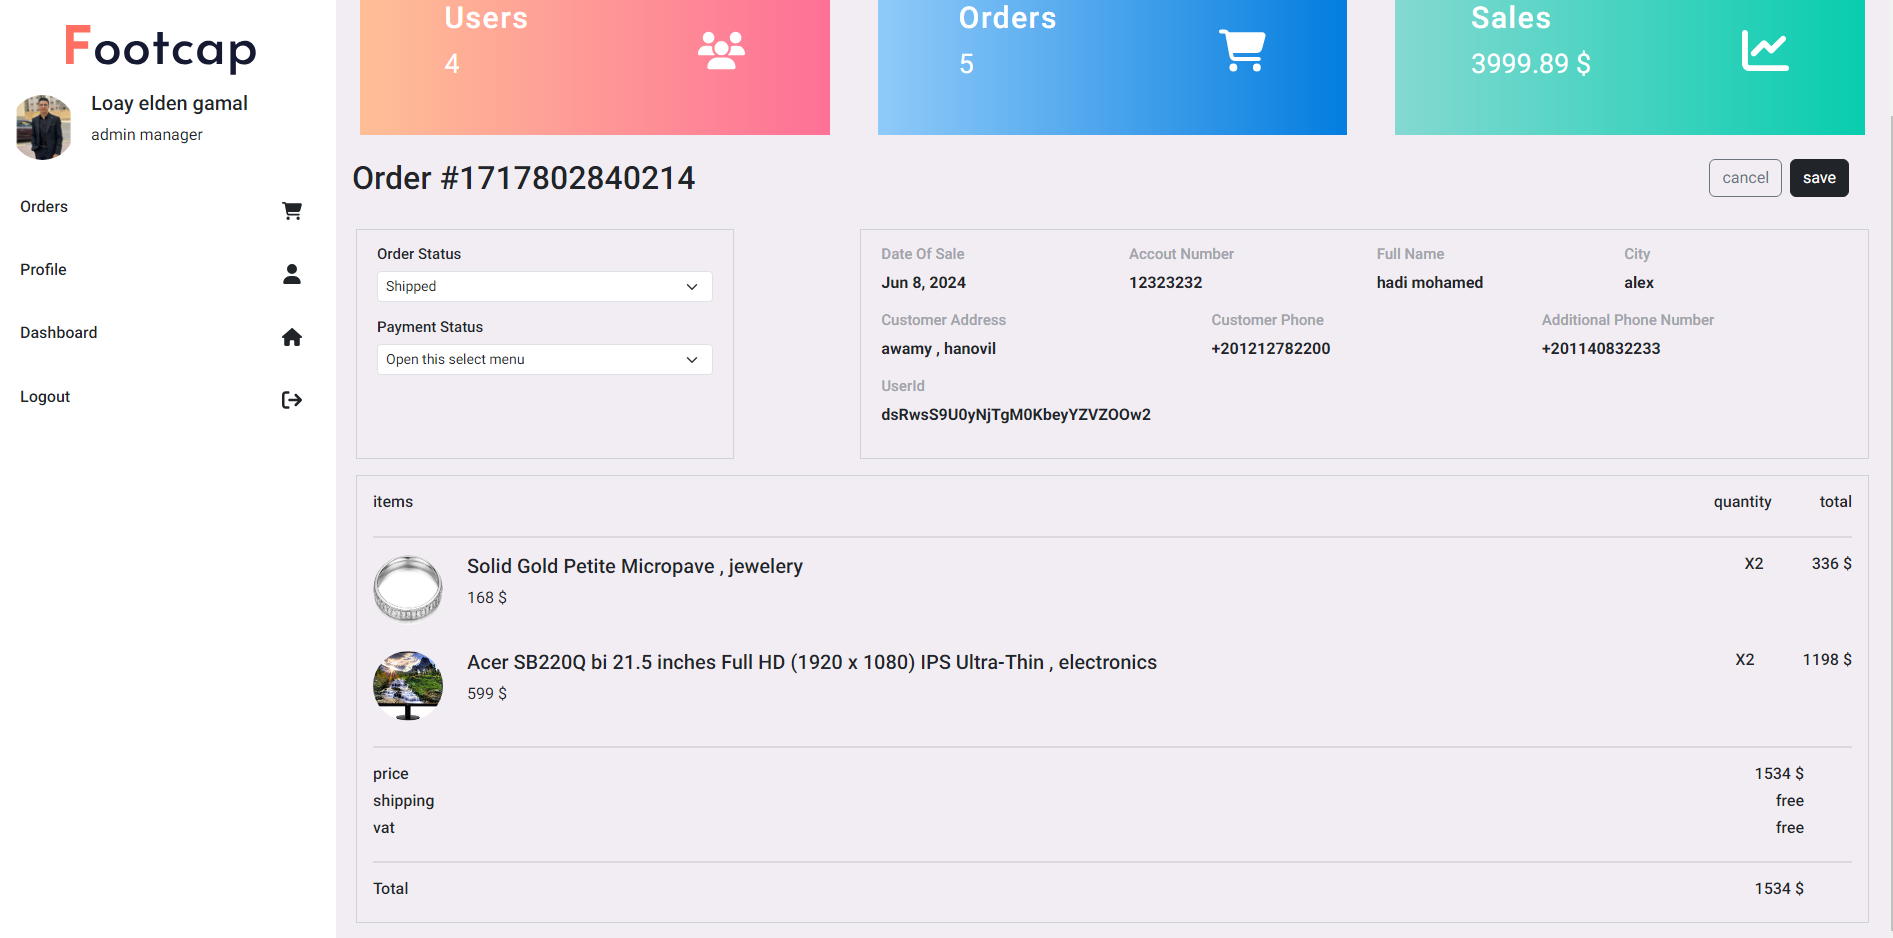 Footcap
Loay elden gamal
admin manager
Orders
Profile
Dashboard
Logout
Users
4
Orders
5
Sales
3999.89 $
Order #1717802840214
cancel
save
Order Status
Shipped
Payment Status
Open this select menu
Date Of Sale
Jun 8, 2024
Accout Number
12323232
Full Name
hadi mohamed
City
alex
Customer Address
awamy , hanovil
Customer Phone
+201212782200
Additional Phone Number
+201140832233
UserId
dsRwsS9U0yNjTgM0KbeyYZVZOOw2
items quantity total
Solid Gold Petite Micropave , jewelery X2 336 $
168 $
Acer SB220Q bi 21.5 inches Full HD (1920 x 1080) IPS Ultra-Thin , electronics X2 1198 $
599 $
price 1534 $
shipping free
vat free
Total 1534 $